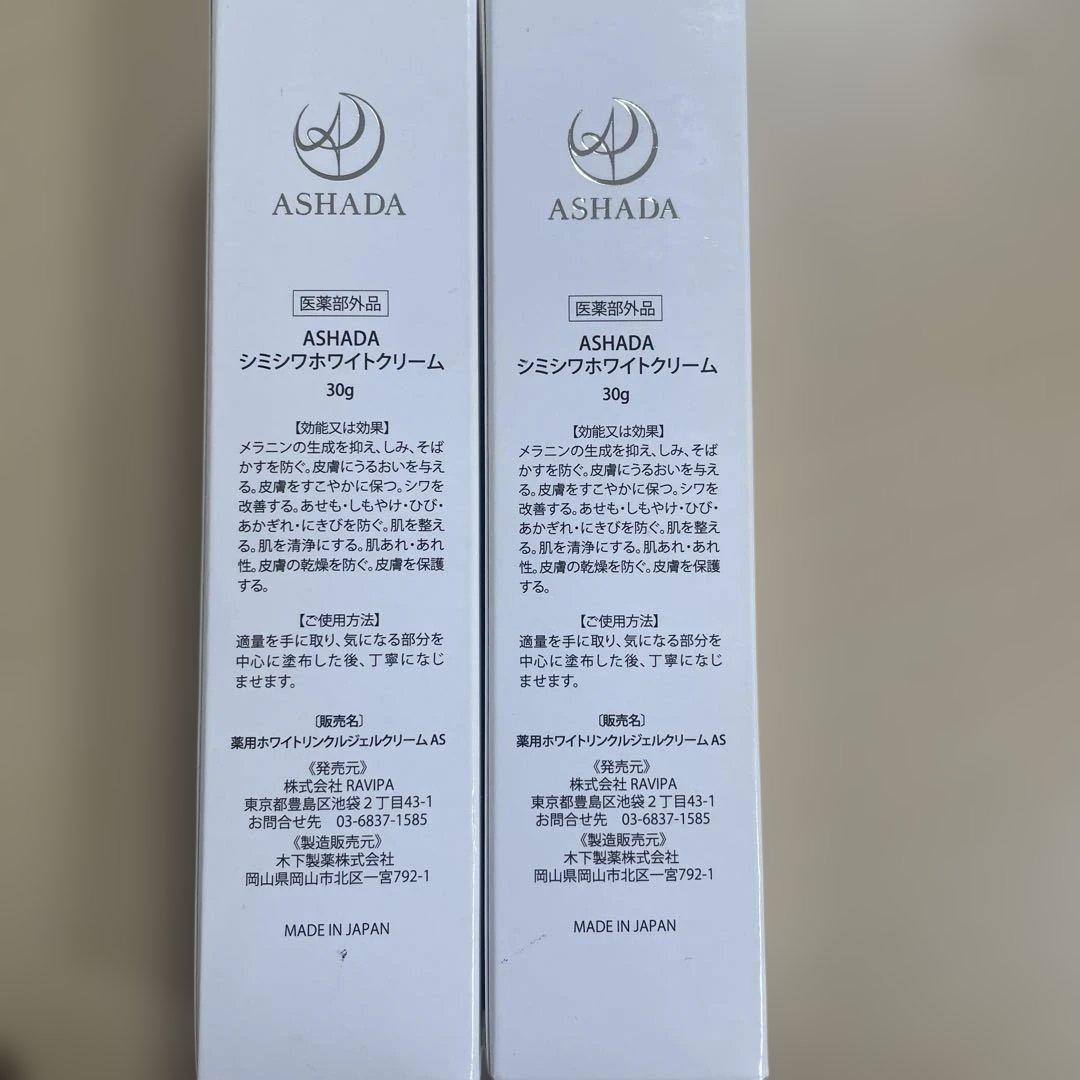 ASHADA
医薬部外品
ASHADA
シミシワホワイトクリーム
30g
【効能又は効果】
メラニンの生成を抑え、しみ、そば
かすを防ぐ。皮膚にうるおいを与え
る。皮膚をすこやかに保つ。シワを
改善する。あせも・しもやけ・ひび・
あかぎれ・にきびを防ぐ。肌を整え
る。肌を清浄にする。肌あれ・あれ
性。皮膚の乾燥を防ぐ。皮膚を保護
する。
【ご使用方法】
適量を手に取り、気になる部分を
中心に塗布した後、丁寧になじ
ませます。
〔販売名〕
薬用ホワイトリンクルジェルクリーム AS
《発売元》
株式会社 RAVIPA
東京都豊島区池袋2丁目43-1
お問合せ先 03-6837-1585
《製造販売元》
木下製薬株式会社
岡山県岡山市北区一宮792-1
MADE IN JAPAN
ASHADA
医薬部外品
ASHADA
シミシワホワイトクリーム
30g
【効能又は効果】
メラニンの生成を抑え、しみ、そば
かすを防ぐ。皮膚にうるおいを与え
る。皮膚をすこやかに保つ。シワを
改善する。あせも・しもやけ・ひび・
あかぎれ・にきびを防ぐ。肌を整え
る。肌を清浄にする。肌あれ・あれ
性。皮膚の乾燥を防ぐ。皮膚を保護
する。
【ご使用方法】
適量を手に取り、気になる部分を
中心に塗布した後、丁寧になじ
ませます。
〔販売名〕
薬用ホワイトリンクルジェルクリーム AS
《発売元》
株式会社 RAVIPA
東京都豊島区池袋2丁目43-1
お問合せ先 03-6837-1585
《製造販売元》
木下製薬株式会社
岡山県岡山市北区一宮792-1
MADE IN JAPAN